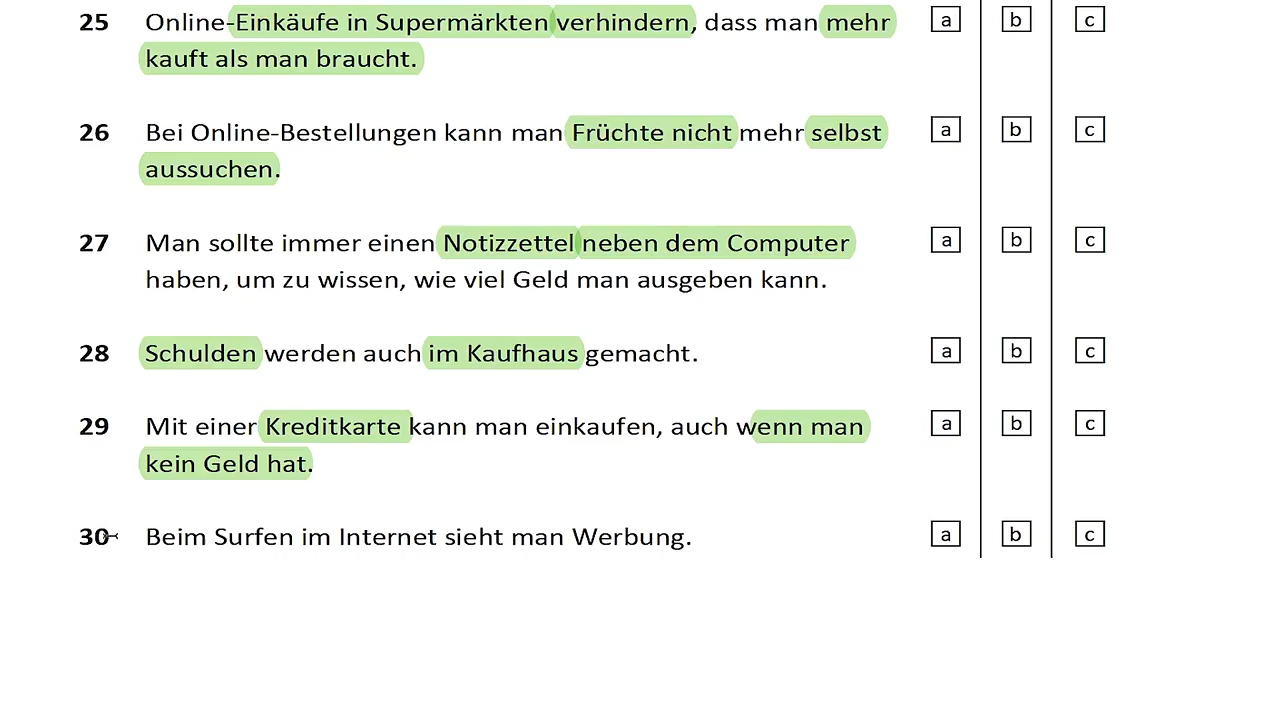 25 Online-Einkäufe in Supermärkten verhindern, dass man mehr a b c
kauft als man braucht.
26 Bei Online-Bestellungen kann man Früchte nicht mehr selbst a b c
aussuchen.
27 Man sollte immer einen Notizzettel neben dem Computer a b c
haben, um zu wissen, wie viel Geld man ausgeben kann.
28 Schulden werden auch im Kaufhaus gemacht. a b c
29 Mit einer Kreditkarte kann man einkaufen, auch wenn man a b c
kein Geld hat.
30 Beim Surfen im Internet sieht man Werbung. a b c